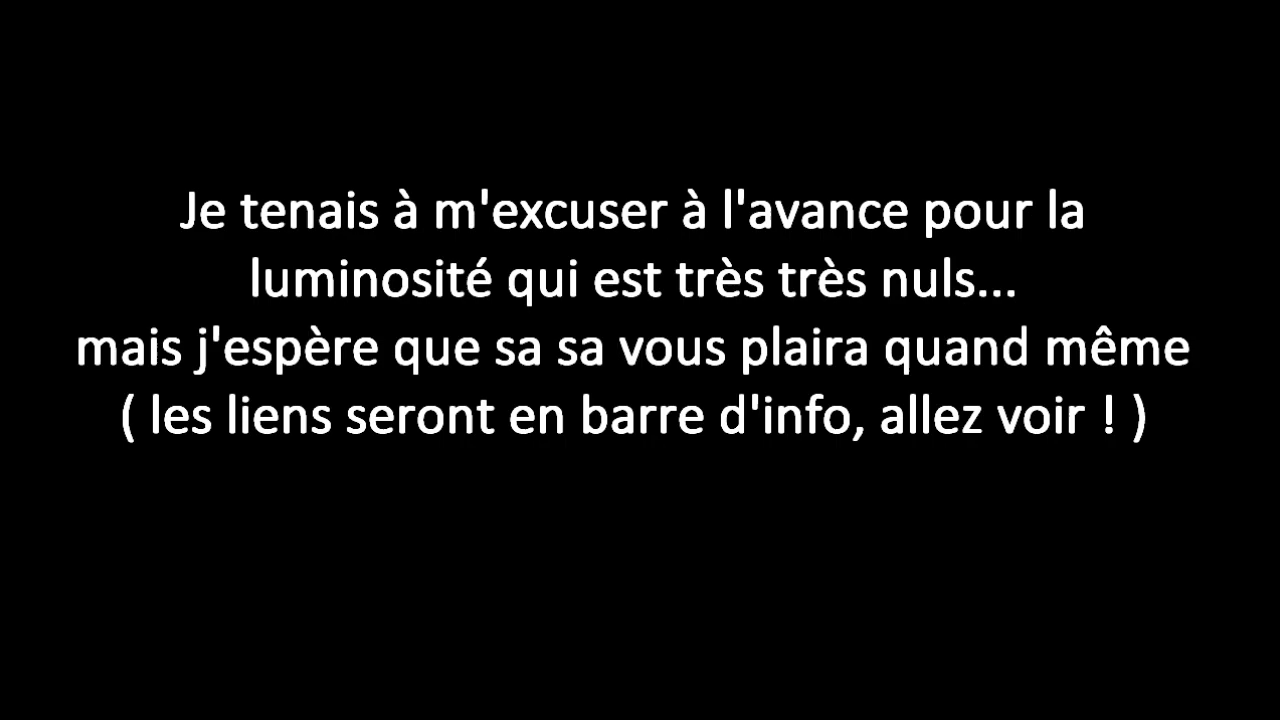 Je tenais à m'excuser à l'avance pour la
luminosité qui est très très nuls...
mais j'espère que sa sa vous plaira quand même
( les liens seront en barre d'info, allez voir ! )